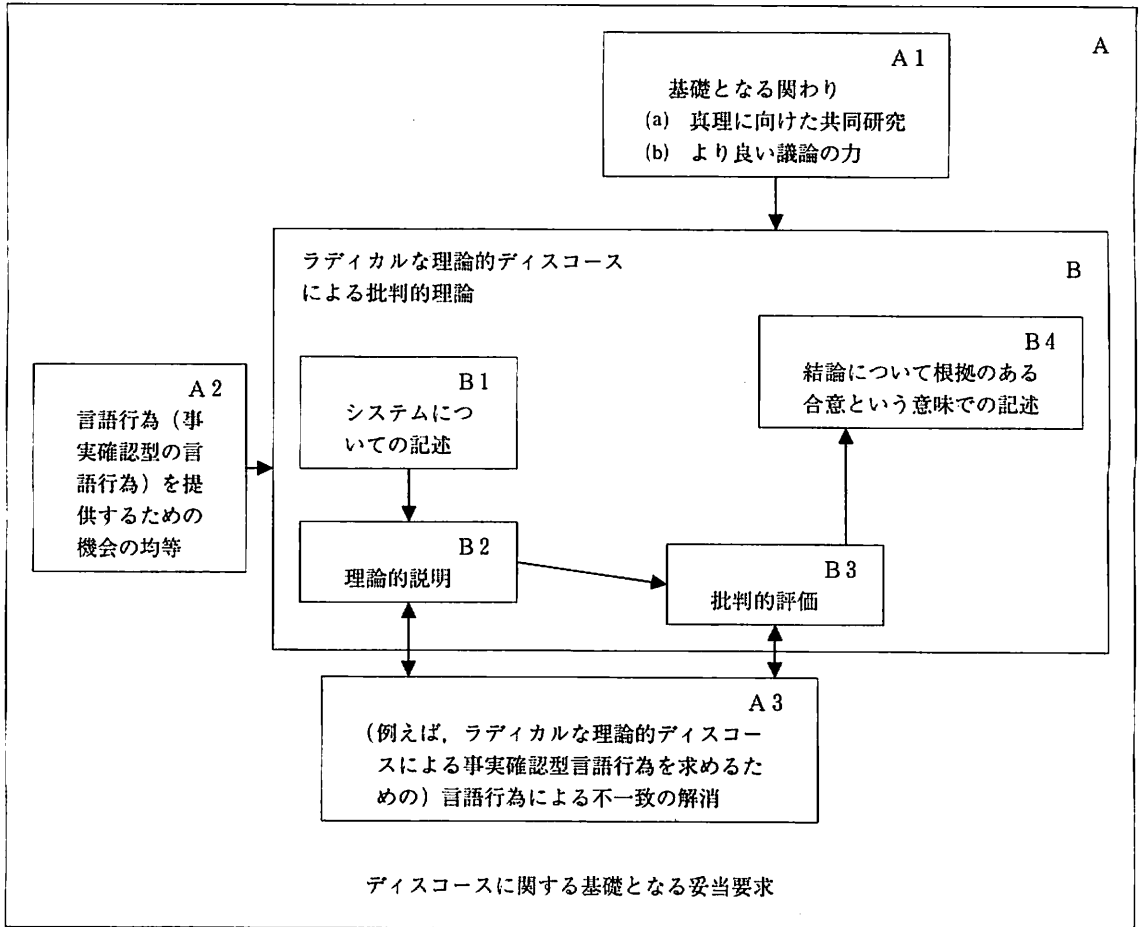 A
A1
基礎となる関わり
(a) 真理に向けた共同研究
(b) より良い議論の力
ラディカルな理論的ディスコース
による批判的理論
B
B4
結論について根拠のある
合意という意味での記述
B1
システムにつ
いての記述
A2
言語行為（事
実確認型の言
語行為）を提
供するための
機会の均等
B2
理論的説明
B3
批判的評価
A3
(例えば，ラディカルな理論的ディスコー
スによる事実確認型言語行為を求めるた
めの) 言語行為による不一致の解消
ディスコースに関する基礎となる妥当要求